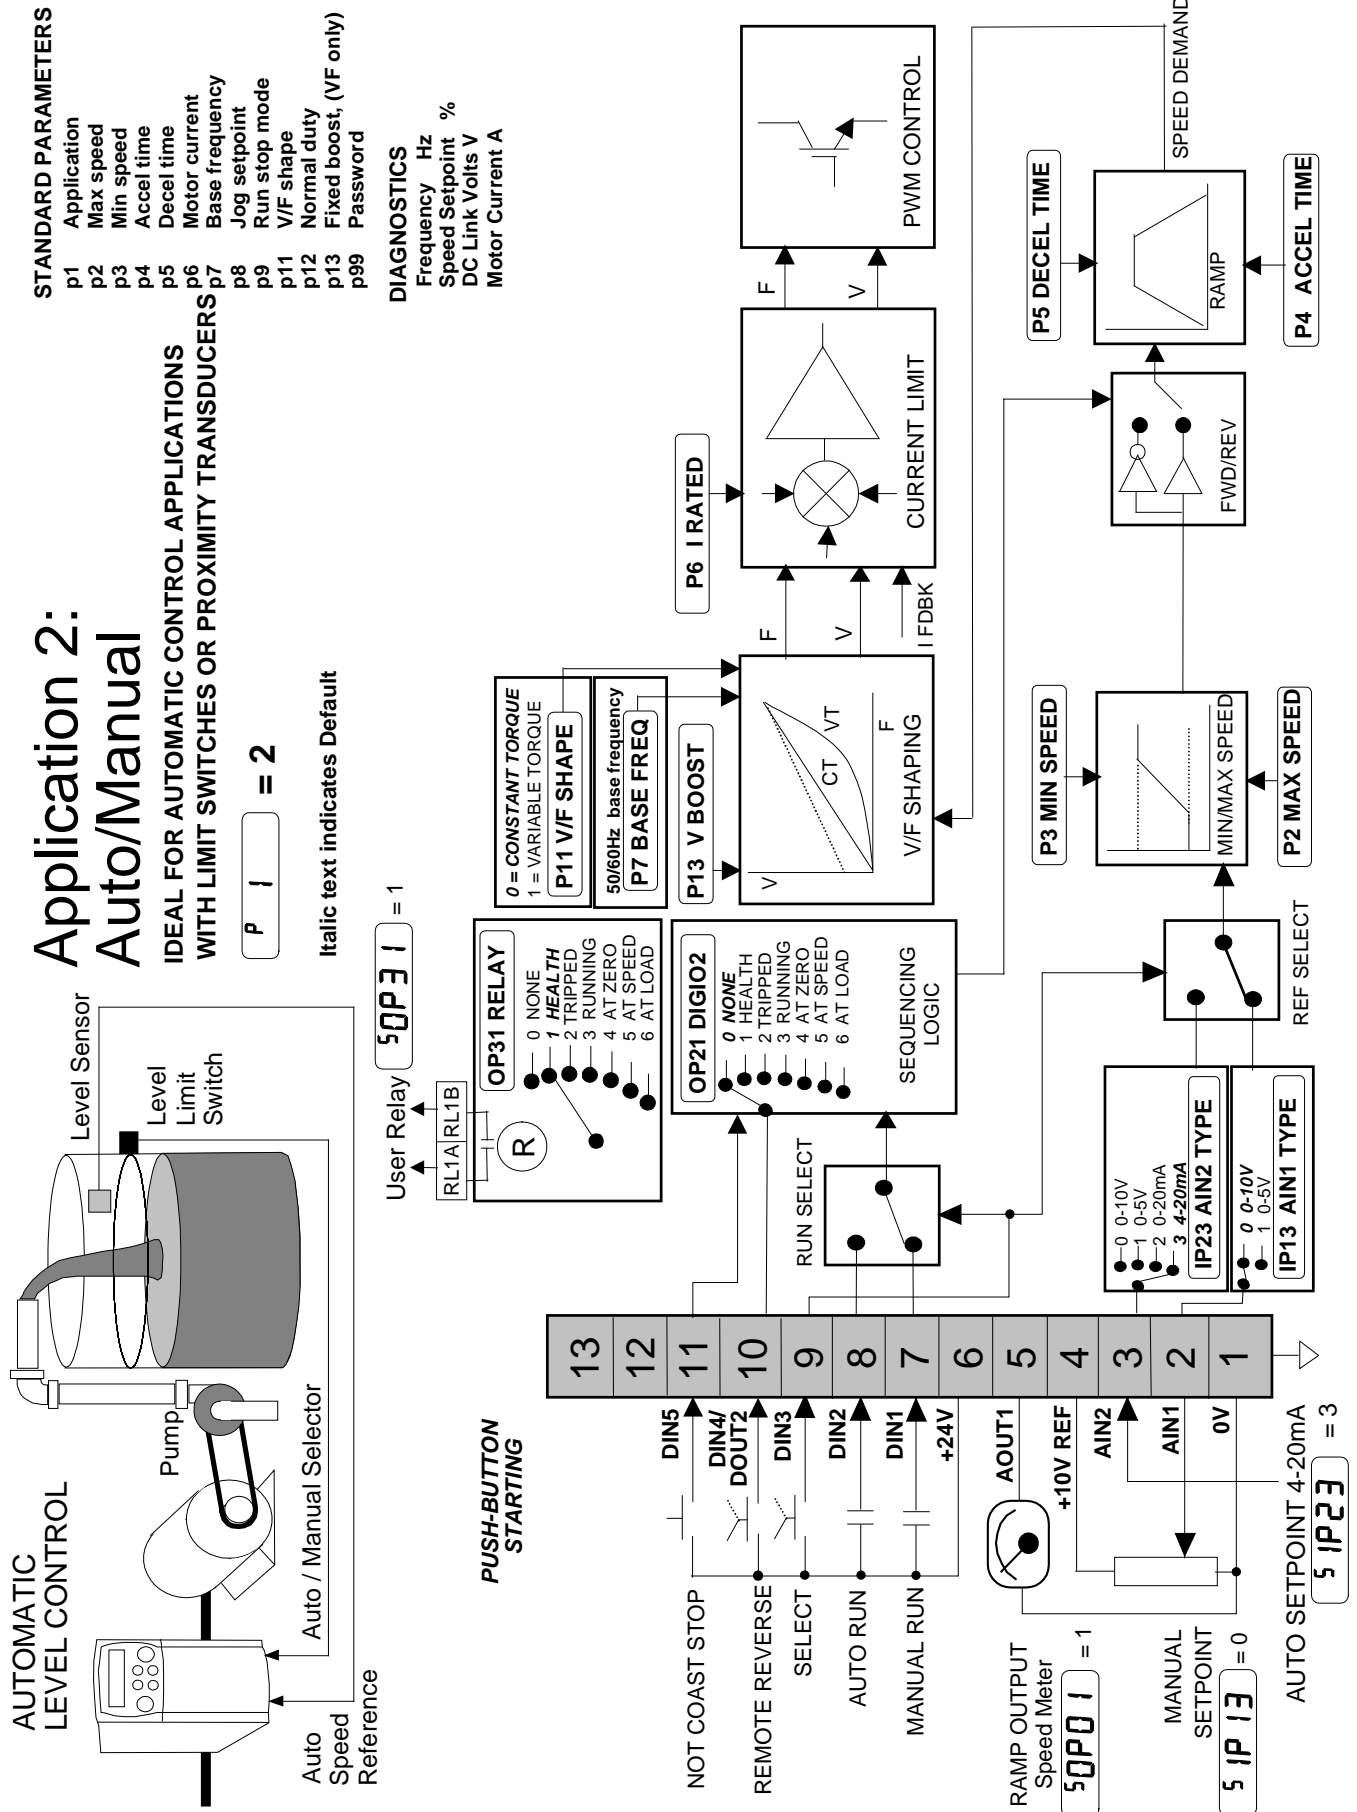 Application 2:
Auto/Manual
IDEAL FOR AUTOMATIC CONTROL APPLICATIONS
WITH LIMIT SWITCHES OR PROXIMITY TRANSDUCERS
P 1 = 2
Italic text indicates Default
STANDARD PARAMETERS
p1 Application
p2 Max speed
p3 Min speed
p4 Accel time
p5 Decel time
p6 Motor current
p7 Base frequency
p8 Jog setpoint
p9 Run stop mode
p11 V/F shape
p12 Normal duty
p13 Fixed boost, (VF only)
p99 Password
DIAGNOSTICS
Frequency Hz
Speed Setpoint %
DC Link Volts V
Motor Current A
AUTOMATIC
LEVEL CONTROL
Pump
Level Sensor
Level
Limit
Switch
Auto / Manual Selector
Auto
Speed
Reference
User Relay
SOP31 = 1
RL1A RL1B
R
OP31 RELAY
0 NONE
1 HEALTH
2 TRIPPED
3 RUNNING
4 AT ZERO
5 AT SPEED
6 AT LOAD
0 = CONSTANT TORQUE
1 = VARIABLE TORQUE
P11 V/F SHAPE
50/60Hz base frequency
P7 BASE FREQ
P13 V BOOST
V
CT
VT
F
V/F SHAPING
F
V
I FDBK
P6 I RATED
CURRENT LIMIT
F
V
PWM CONTROL
OP21 DIGIO2
0 NONE
1 HEALTH
2 TRIPPED
3 RUNNING
4 AT ZERO
5 AT SPEED
6 AT LOAD
SEQUENCING
LOGIC
RUN SELECT
PUSH-BUTTON
STARTING
13
12
11
10
9
8
7
6
5
4
3
2
1
DIN5
DIN4/
DOUT2
DIN3
DIN2
DIN1
+24V
AOUT1
+10V REF
AIN2
AIN1
0V
NOT COAST STOP
REMOTE REVERSE
SELECT
AUTO RUN
MANUAL RUN
RAMP OUTPUT
Speed Meter
SOP01 = 1
MANUAL
SETPOINT
SIP13 = 0
AUTO SETPOINT 4-20mA
SIP23 = 3
0 0-10V
1 0-5V
2 0-20mA
3 4-20mA
IP23 AIN2 TYPE
0 0-10V
1 0-5V
IP13 AIN1 TYPE
REF SELECT
P3 MIN SPEED
MIN/MAX SPEED
P2 MAX SPEED
FWD/REV
P5 DECEL TIME
RAMP
P4 ACCEL TIME
SPEED DEMAND